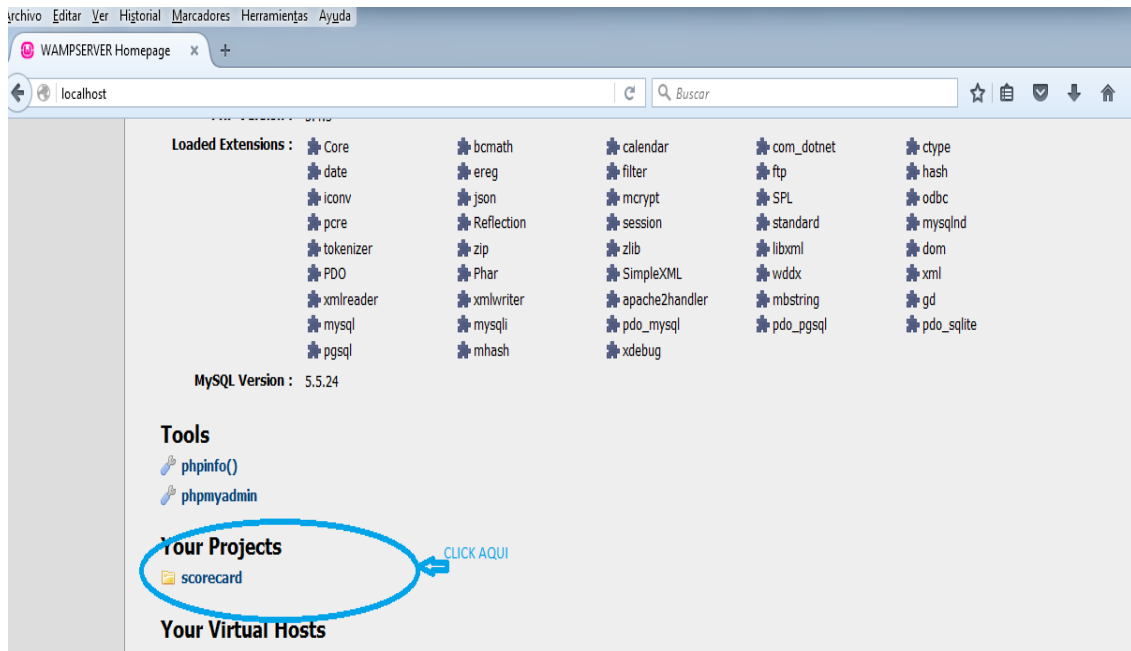 Archivo Editar Ver Historial Marcadores Herramientas Ayuda
WAMPSERVER Homepage × +
localhost Buscar
Loaded Extensions : Core bcmath calendar com_dotnet ctype
date ereg filter ftp hash
iconv json mcrypt SPL odbc
pcre Reflection session standard mysqlnd
tokenizer zip zlib libxml dom
PDO Phar SimpleXML wddx xml
xmlreader xmlwriter apache2handler mbstring gd
mysql mysqli pdo_mysql pdo_pgsql pdo_sqlite
pgsql mhash xdebug
MySQL Version : 5.5.24
Tools
phpinfo()
phpmyadmin
Your Projects
CLICK AQUI
scorecard
Your Virtual Hosts